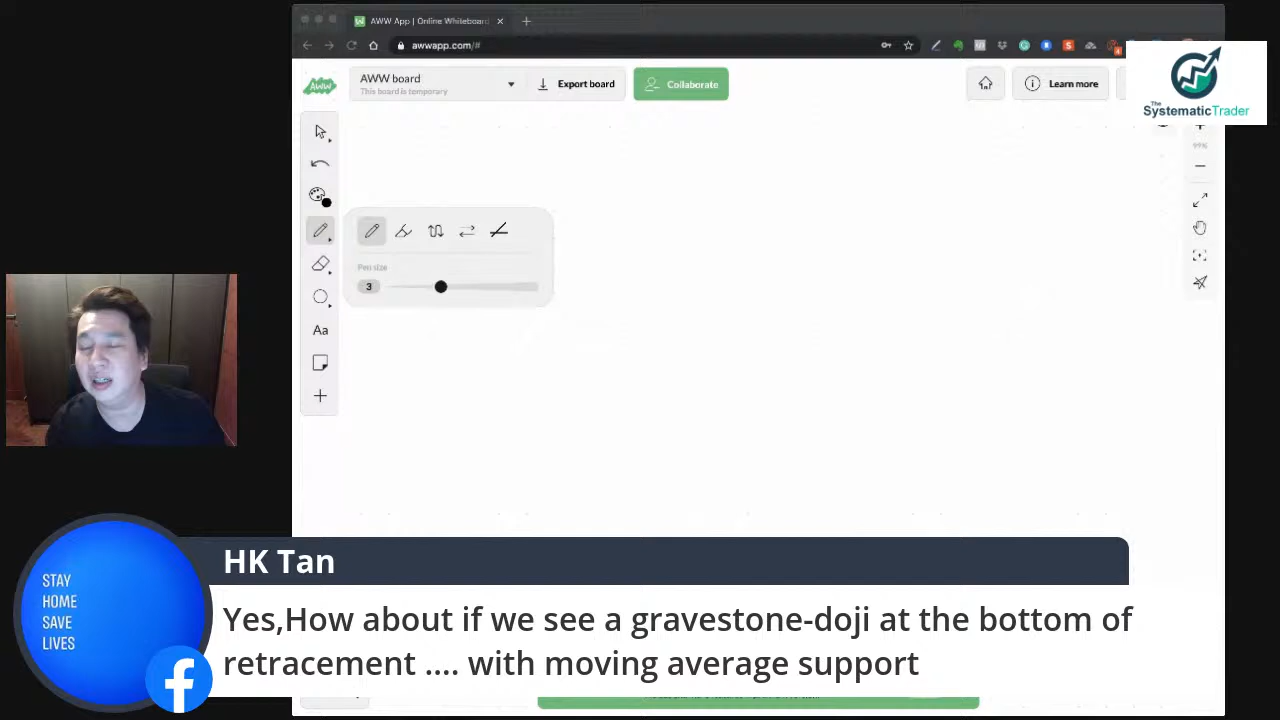 AWW App | Online Whiteboard
awwapp.com/#
AWW
AWW board
This board is temporary
Export board
Collaborate
Learn more
The
SystematicTrader
99%
Pen size
3
Aa
STAY
HOME
SAVE
LIVES
HK Tan
Yes,How about if we see a gravestone-doji at the bottom of
retracement .... with moving average support